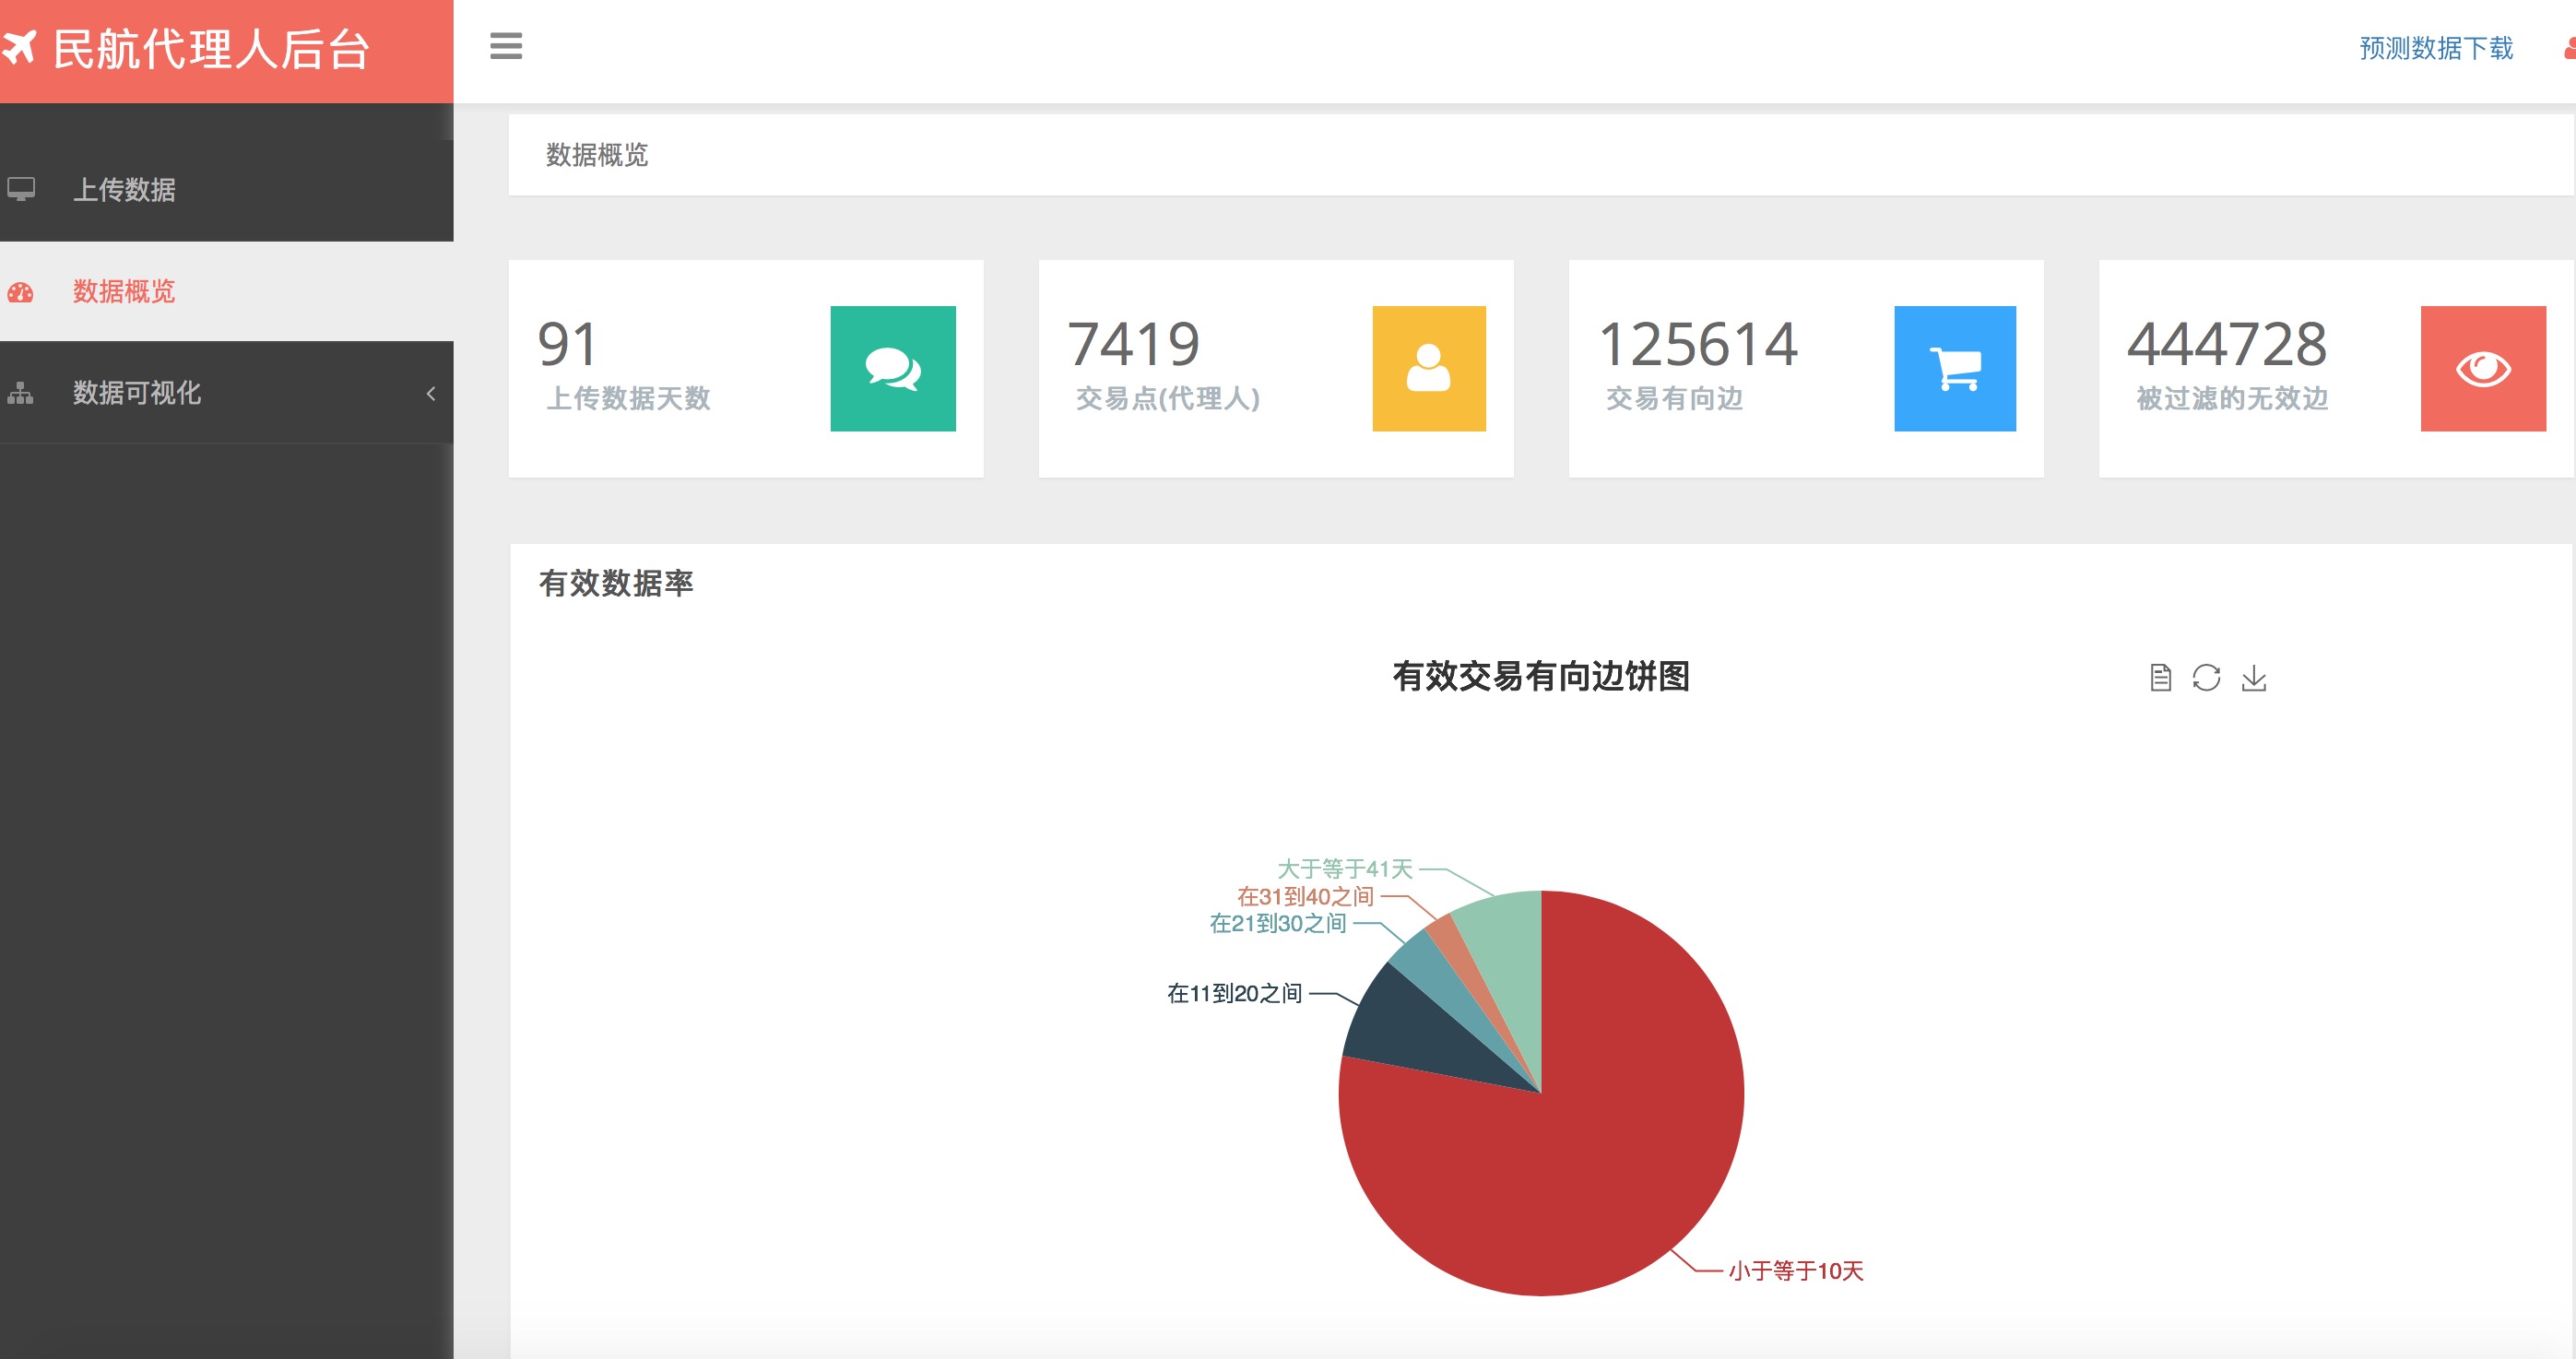 民航代理人后台
预测数据下载
上传数据
数据概览
数据可视化
数据概览
91
上传数据天数
7419
交易点(代理人)
125614
交易有向边
444728
被过滤的无效边
有效数据率
有效交易有向边饼图
大于等于41天
在31到40之间
在21到30之间
在11到20之间
小于等于10天